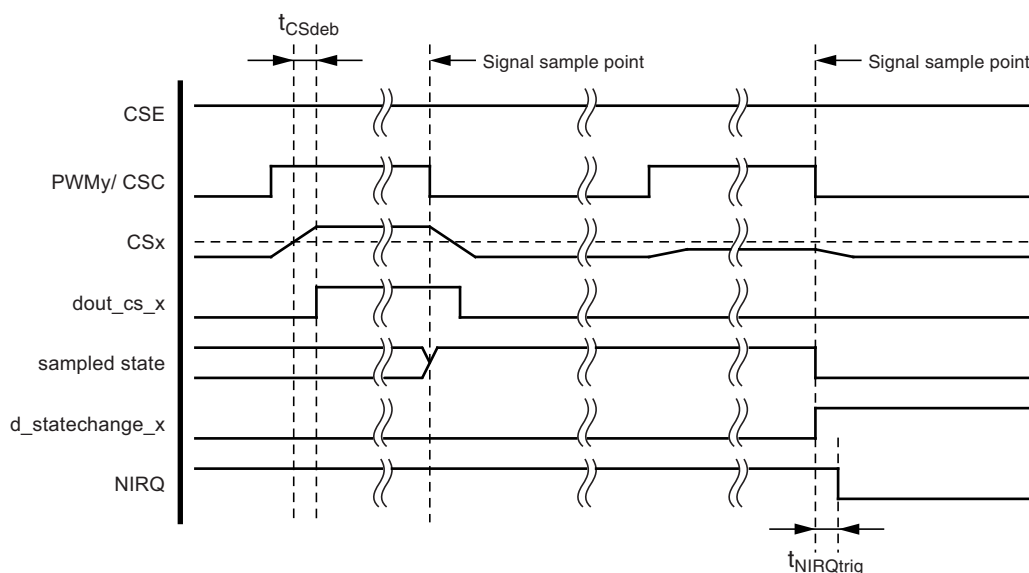 tCSdeb
Signal sample point
Signal sample point
CSE
PWMy/ CSC
CSx
dout_cs_x
sampled state
d_statechange_x
NIRQ
tNIRQtrig